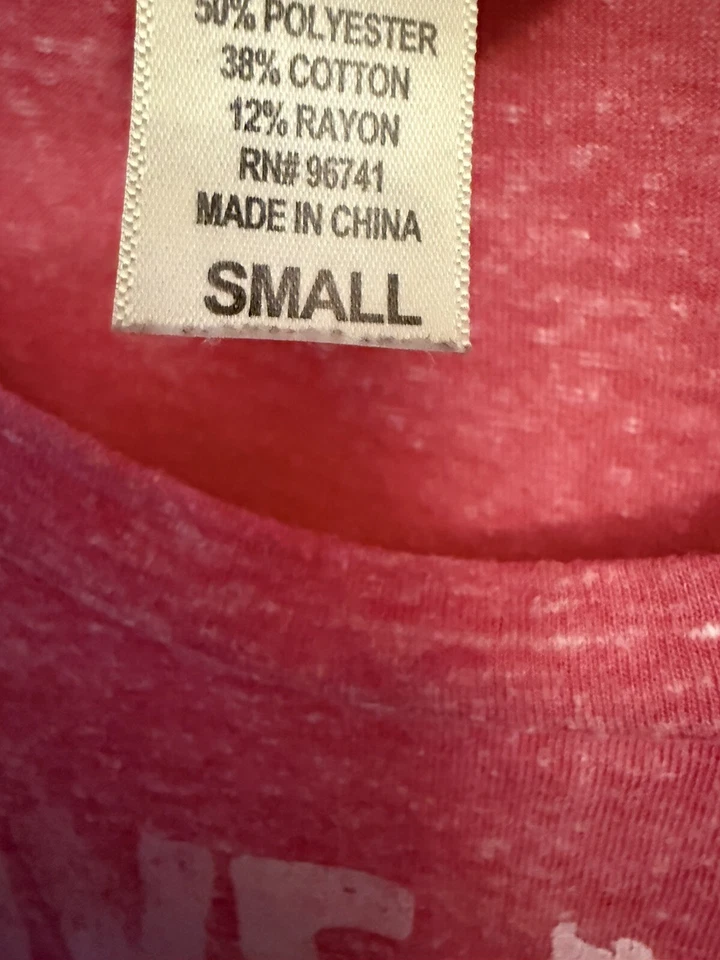 50% POLYESTER
38% COTTON
12% RAYON
RN# 96741
MADE IN CHINA
SMALL